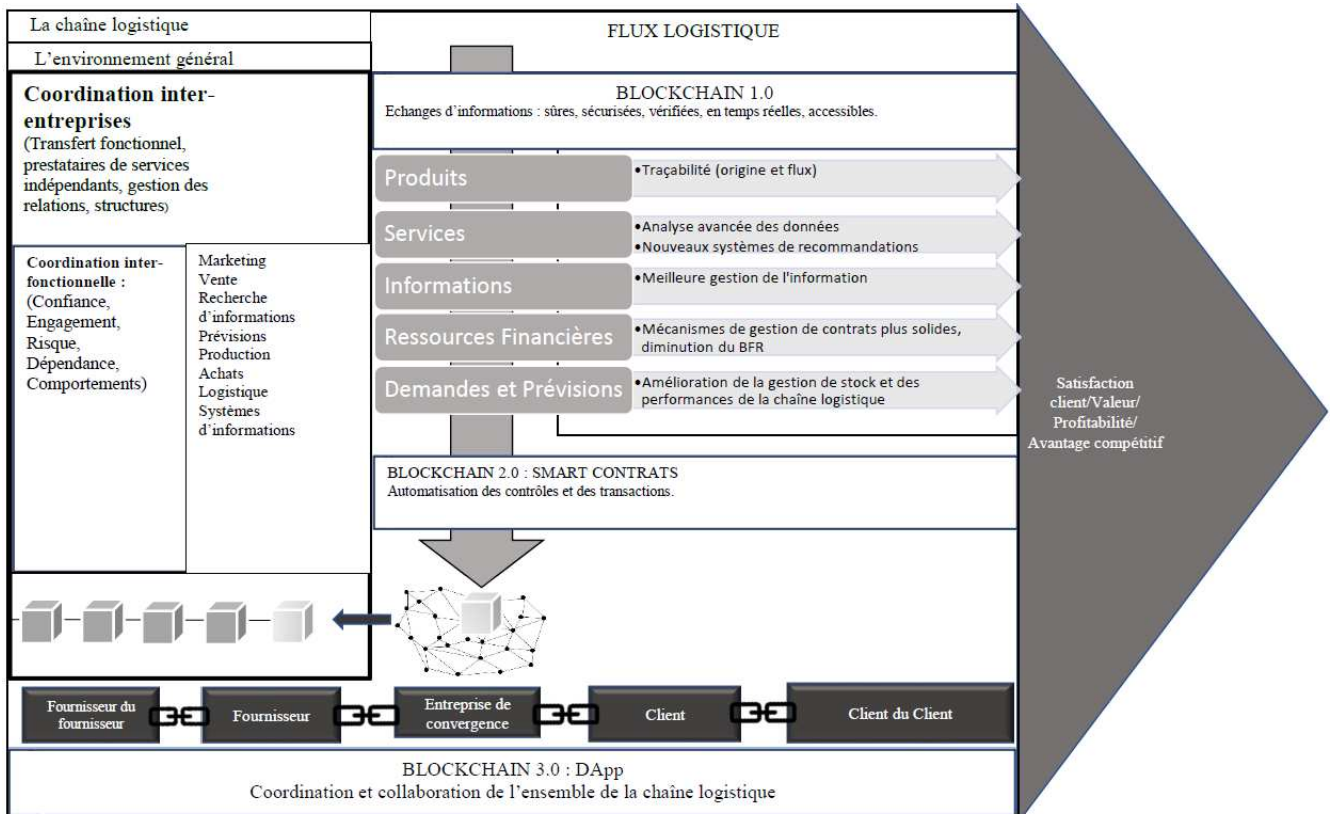 La chaîne logistique
L’environnement général
Coordination inter-
entreprises
(Transfert fonctionnel,
prestataires de services
indépendants, gestion des
relations, structures)
Coordination inter-
fonctionnelle :
(Confiance,
Engagement,
Risque,
Dépendance,
Comportements)
Marketing
Vente
Recherche
d’informations
Prévisions
Production
Achats
Logistique
Systèmes
d’informations
FLUX LOGISTIQUE
BLOCKCHAIN 1.0
Echanges d’informations : sûres, sécurisées, vérifiées, en temps réelles, accessibles.
Produits
•Traçabilité (origine et flux)
Services
•Analyse avancée des données
•Nouveaux systèmes de recommandations
Informations
•Meilleure gestion de l'information
Ressources Financières
•Mécanismes de gestion de contrats plus solides,
diminution du BFR
Demandes et Prévisions
•Amélioration de la gestion de stock et des
performances de la chaîne logistique
BLOCKCHAIN 2.0 : SMART CONTRATS
Automatisation des contrôles et des transactions.
Satisfaction
client/Valeur/
Profitabilité/
Avantage compétitif
Fournisseur du
fournisseur
Fournisseur
Entreprise de
convergence
Client
Client du Client
BLOCKCHAIN 3.0 : DApp
Coordination et collaboration de l’ensemble de la chaîne logistique